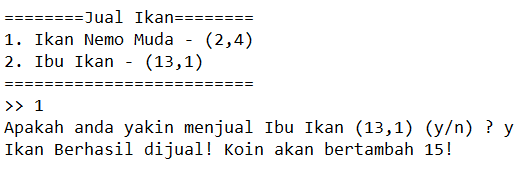 ========Jual Ikan========
1. Ikan Nemo Muda - (2,4)
2. Ibu Ikan - (13,1)
=========================
>> 1
Apakah anda yakin menjual Ibu Ikan (13,1) (y/n) ? y
Ikan Berhasil dijual! Koin akan bertambah 15!